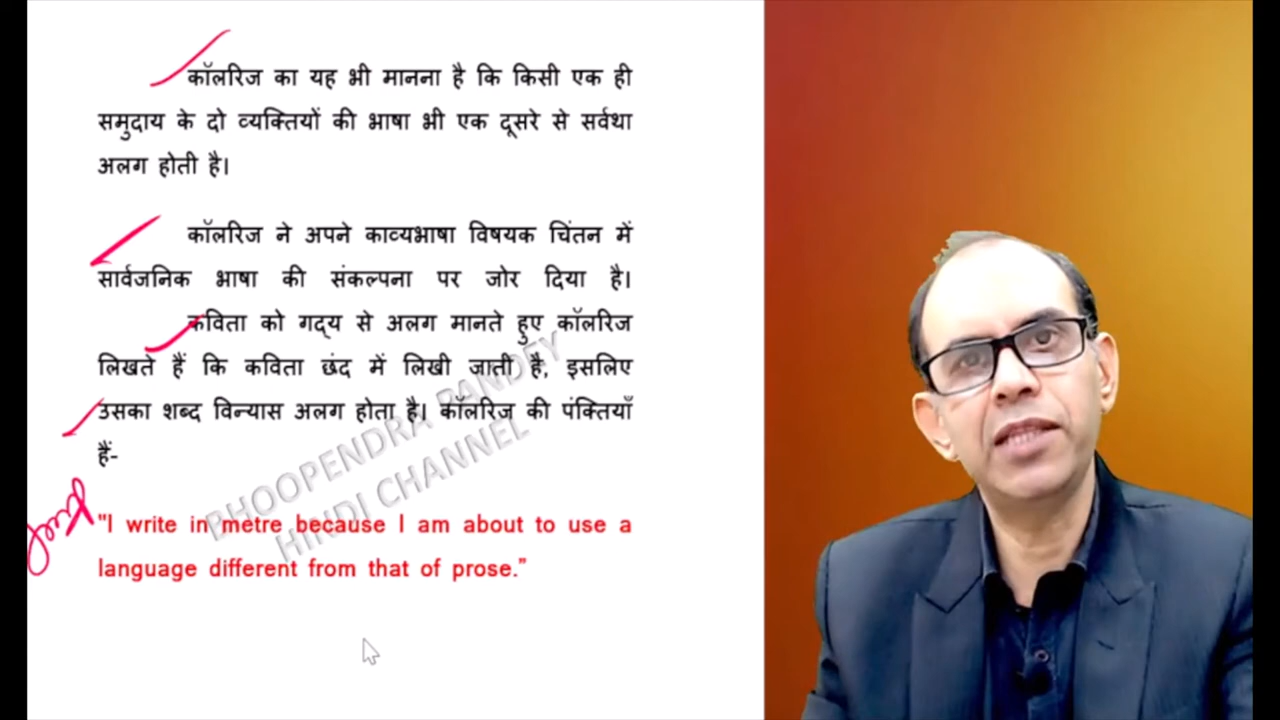 कॉलरिज का यह भी मानना है कि किसी एक ही
समुदाय के दो व्यक्तियों की भाषा भी एक दूसरे से सर्वथा
अलग होती है।
कॉलरिज ने अपने काव्यभाषा विषयक चिंतन में
सार्वजनिक भाषा की संकल्पना पर जोर दिया है।
कविता को गद्य से अलग मानते हुए कॉलरिज
लिखते हैं कि कविता छंद में लिखी जाती है, इसलिए
उसका शब्द विन्यास अलग होता है। कॉलरिज की पंक्तियाँ
हैं-
"I write in metre because I am about to use a
language different from that of prose.”
BHOOPENDRA PANDEY
HINDI CHANNEL